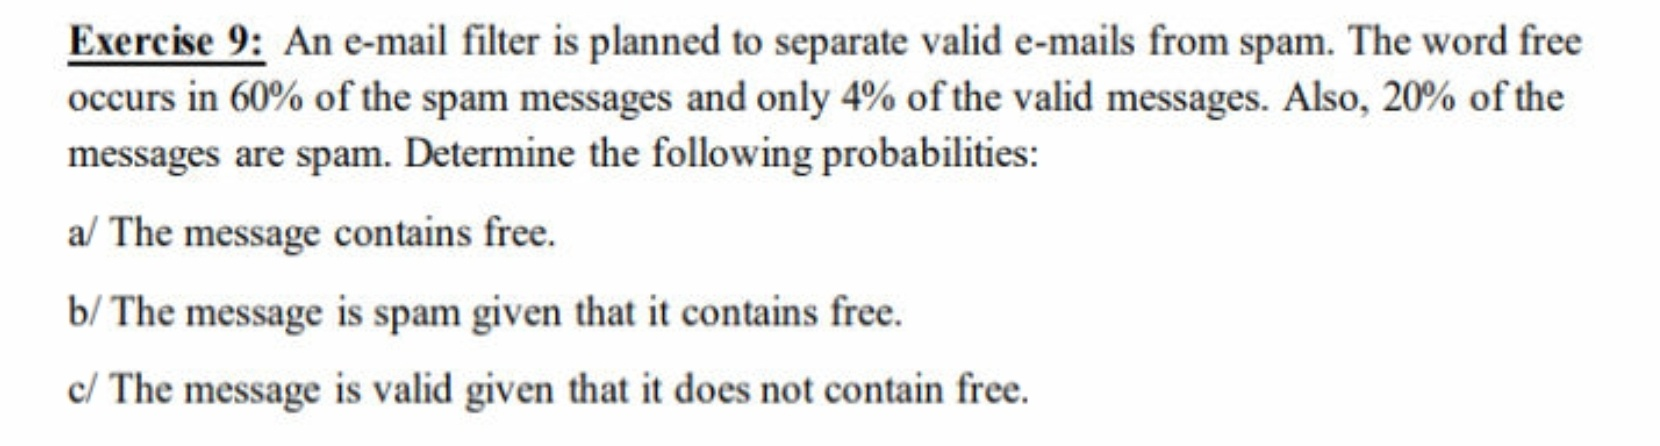 Exercise 9: An e-mail filter is planned to separate valid e-mails from spam. The word free
occurs in 60% of the spam messages and only 4% of the valid messages. Also, 20% of the
messages are spam. Determine the following probabilities:
a/ The message contains free.
b/ The message is spam given that it contains free.
c/ The message is valid given that it does not contain free.